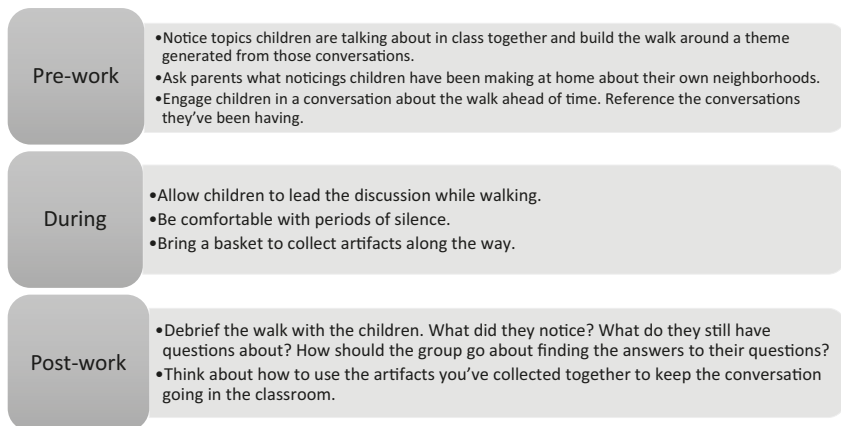 Pre-work
•Notice topics children are talking about in class together and build the walk around a theme
generated from those conversations.
•Ask parents what noticings children have been making at home about their own neighborhoods.
•Engage children in a conversation about the walk ahead of time. Reference the conversations
they've been having.
During
•Allow children to lead the discussion while walking.
•Be comfortable with periods of silence.
•Bring a basket to collect artifacts along the way.
Post-work
•Debrief the walk with the children. What did they notice? What do they still have
questions about? How should the group go about finding the answers to their questions?
•Think about how to use the artifacts you've collected together to keep the conversation
going in the classroom.